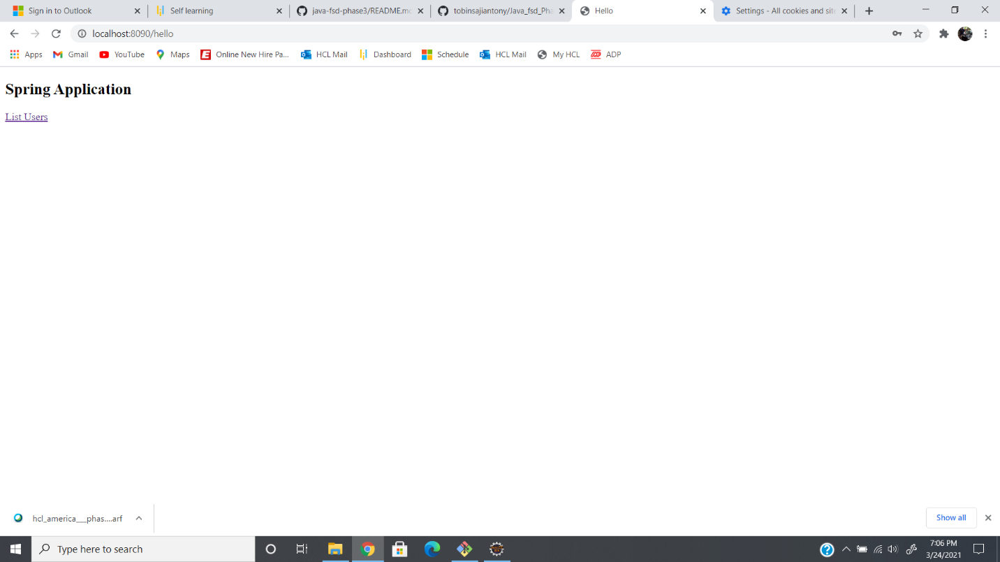 Sign in to Outlook
Self learning
java-fsd-phase3/README.md
tobinsajiantony/Java_fsd_Pha
Hello
Settings - All cookies and site
localhost:8090/hello
Apps
Gmail
YouTube
Maps
Online New Hire Pa...
HCL Mail
Dashboard
Schedule
HCL Mail
My HCL
ADP
Spring Application
List Users
hcl_america___phas....arf
Show all
Type here to search
7:06 PM
3/24/2021